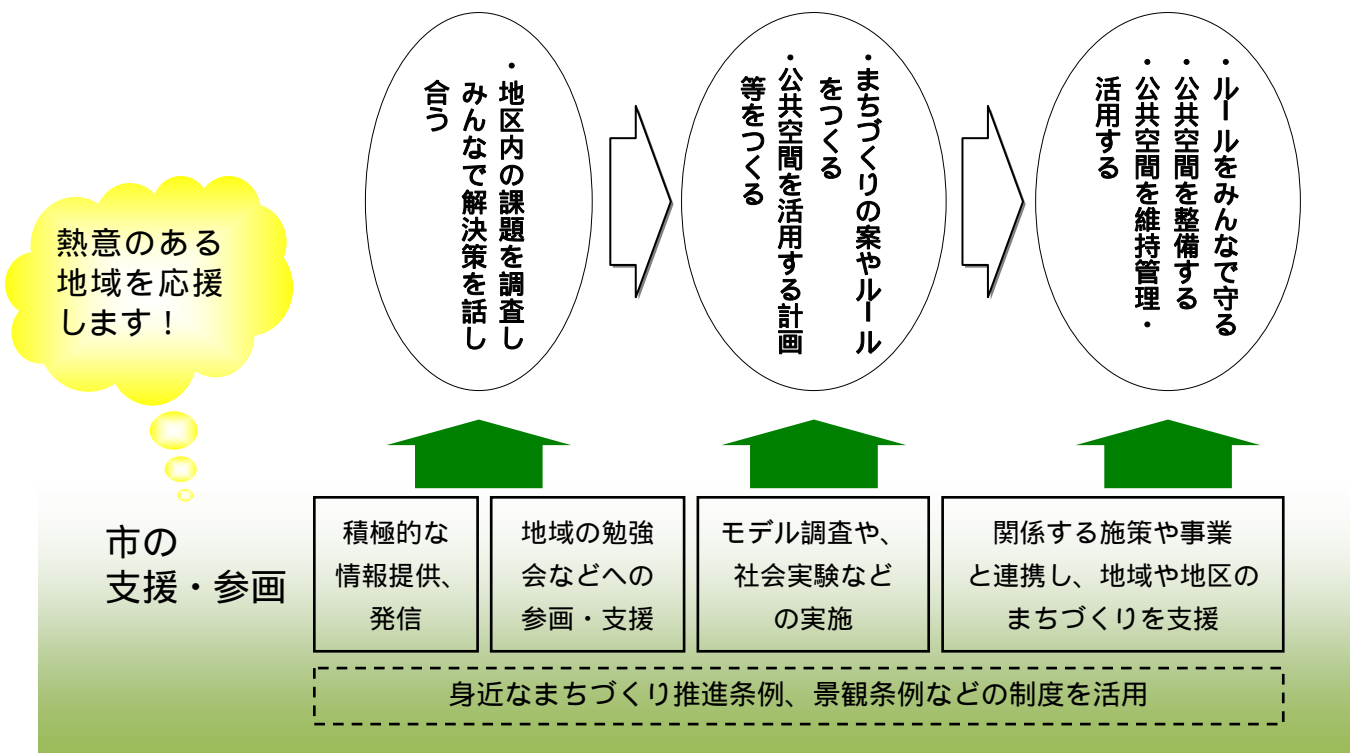 ・地区内の課題を調査し
みんなで解決策を話し
合う
・まちづくりの案やルール
をつくる
・公共空間を活用する計画
等をつくる
・ルールをみんなで守る
・公共空間を整備する
・公共空間を維持管理・
活用する
熱意のある
地域を応援
します！
市の
支援・参画
積極的な
情報提供、
発信
地域の勉強
会などへの
参画・支援
モデル調査や、
社会実験など
の実施
関係する施策や事業
と連携し、地域や地区の
まちづくりを支援
身近なまちづくり推進条例、景観条例などの制度を活用